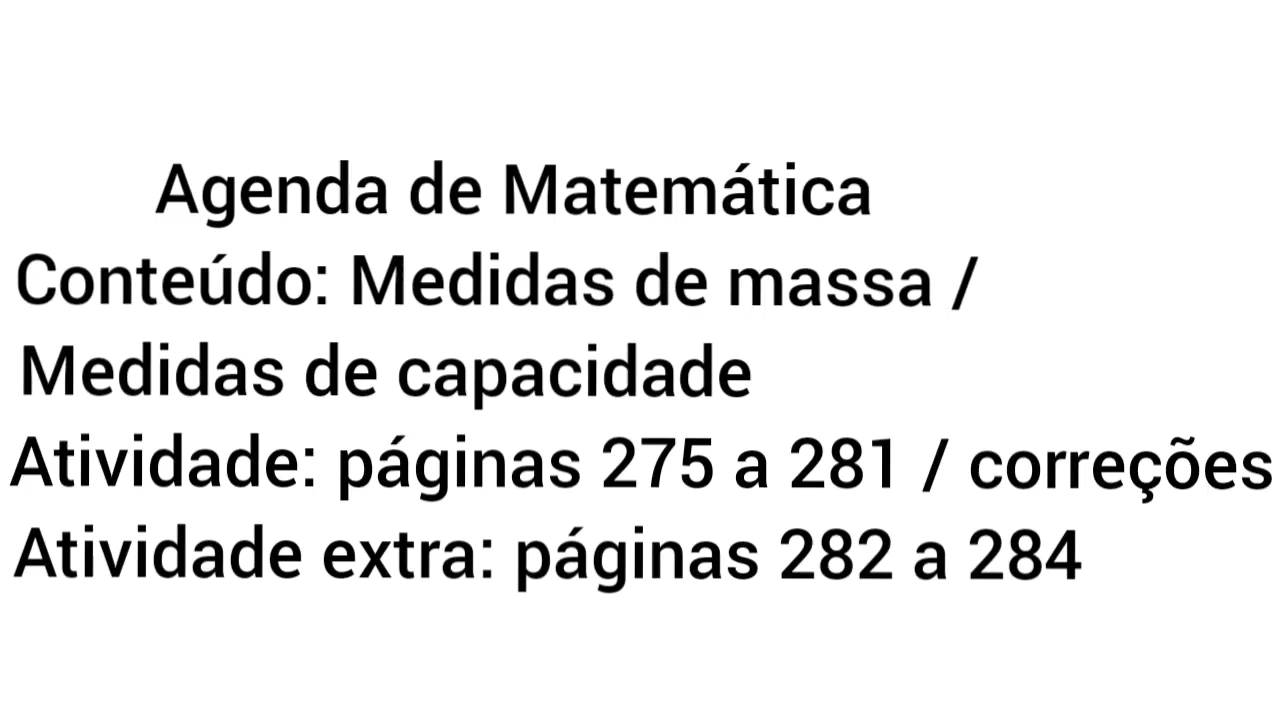 Agenda de Matemática
Conteúdo: Medidas de massa /
Medidas de capacidade
Atividade: páginas 275 a 281 / correções
Atividade extra: páginas 282 a 284